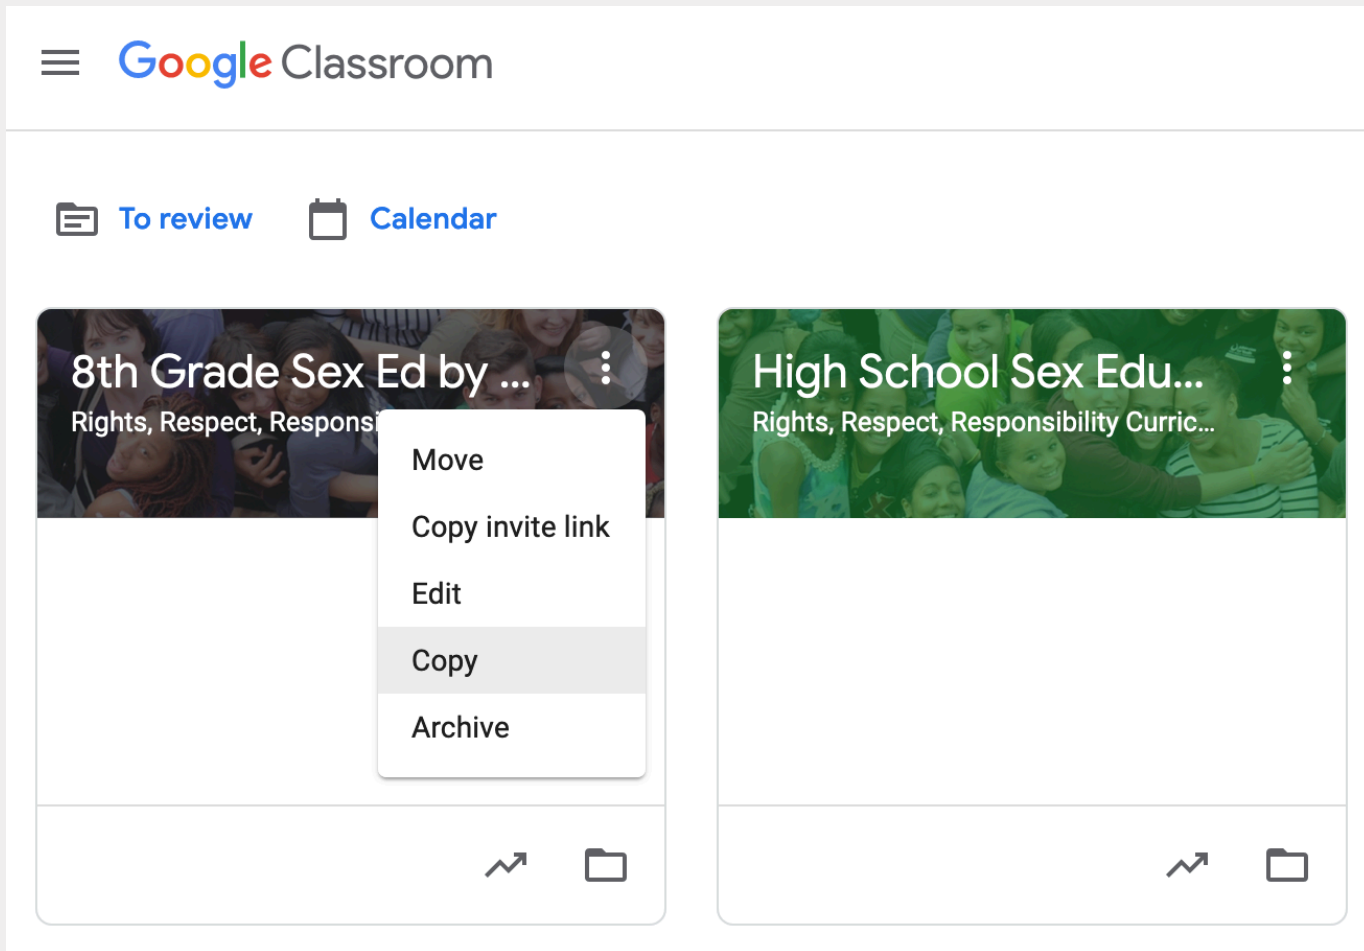 Google Classroom
To review
Calendar
8th Grade Sex Ed by ...
Rights, Respect, Responsi
Move
Copy invite link
Edit
Copy
Archive
High School Sex Edu...
Rights, Respect, Responsibility Curric...